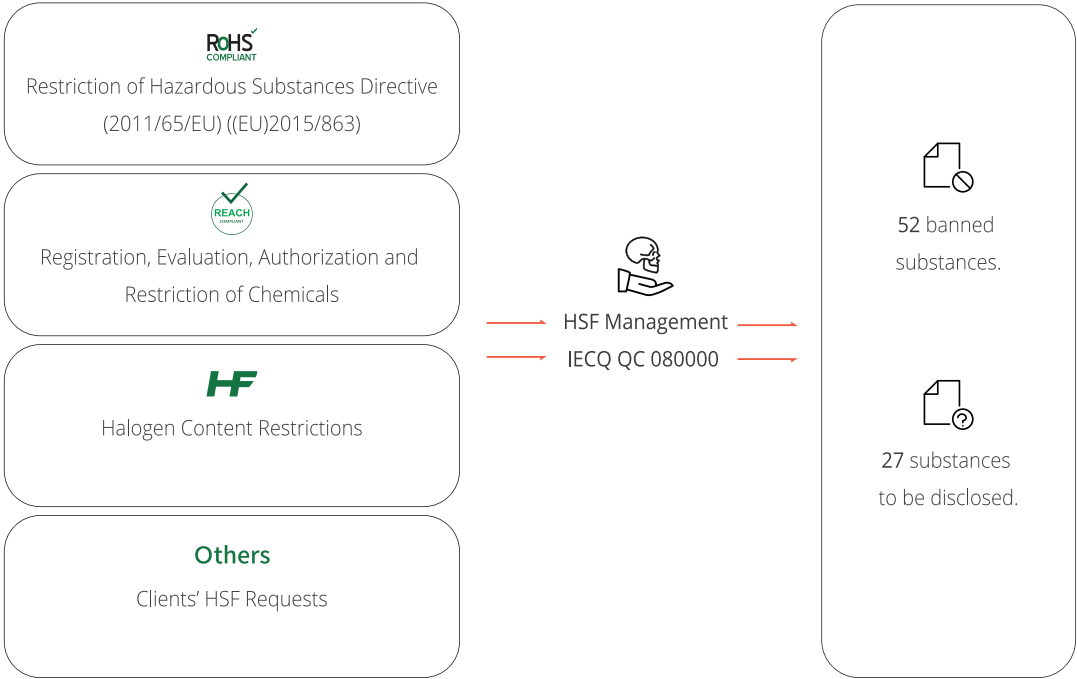 RoHS
COMPLIANT
Restriction of Hazardous Substances Directive
(2011/65/EU) ((EU)2015/863)
REACH
COMPLIANT
Registration, Evaluation, Authorization and
Restriction of Chemicals
HF
Halogen Content Restrictions
Others
Clients’ HSF Requests
HSF Management
IECQ QC 080000
52 banned
substances.
27 substances
to be disclosed.